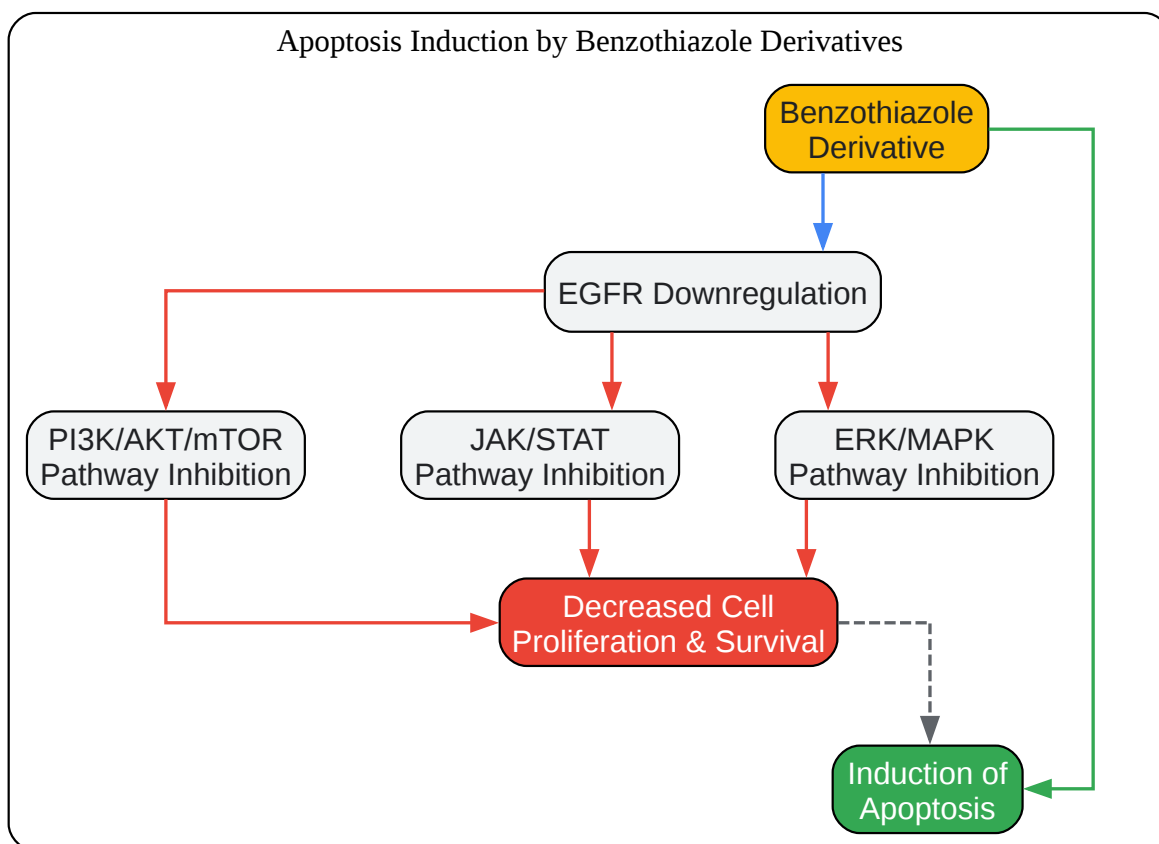 Apoptosis Induction by Benzothiazole Derivatives
Benzothiazole
Derivative
EGFR Downregulation
PI3K/AKT/mTOR
Pathway Inhibition
JAK/STAT
Pathway Inhibition
ERK/MAPK
Pathway Inhibition
Decreased Cell
Proliferation & Survival
Induction of
Apoptosis